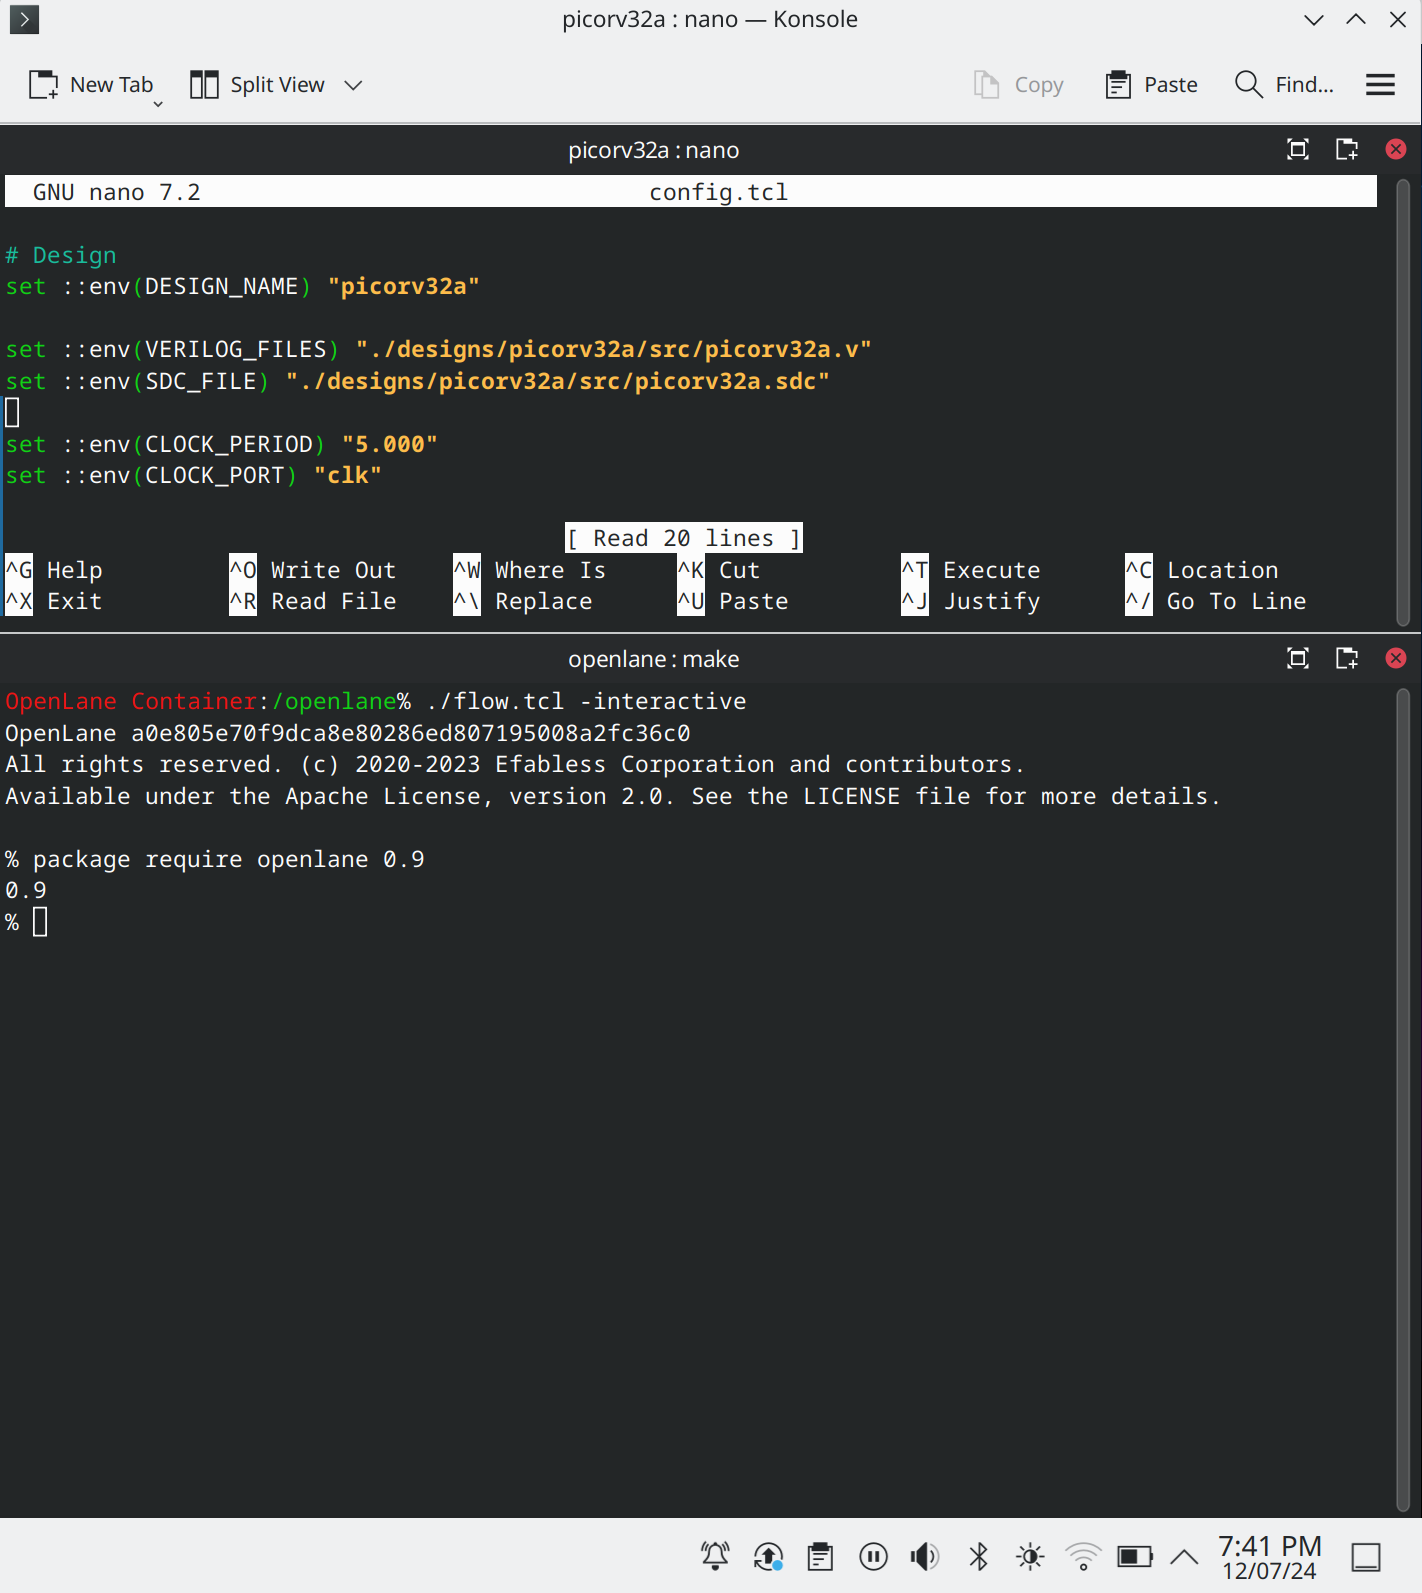 picorv32a : nano — Konsole
New Tab Split View Copy Paste Find...
picorv32a : nano
GNU nano 7.2 config.tcl
# Design
set ::env(DESIGN_NAME) "picorv32a"
set ::env(VERILOG_FILES) "./designs/picorv32a/src/picorv32a.v"
set ::env(SDC_FILE) "./designs/picorv32a/src/picorv32a.sdc"
set ::env(CLOCK_PERIOD) "5.000"
set ::env(CLOCK_PORT) "clk"
[ Read 20 lines ]
^G Help ^O Write Out ^W Where Is ^K Cut ^T Execute ^C Location
^X Exit ^R Read File ^\ Replace ^U Paste ^J Justify ^/ Go To Line
openlane : make
OpenLane Container:/openlane% ./flow.tcl -interactive
OpenLane a0e805e70f9dca8e80286ed807195008a2fc36c0
All rights reserved. (c) 2020-2023 Efabless Corporation and contributors.
Available under the Apache License, version 2.0. See the LICENSE file for more details.
% package require openlane 0.9
0.9
%
7:41 PM
12/07/24